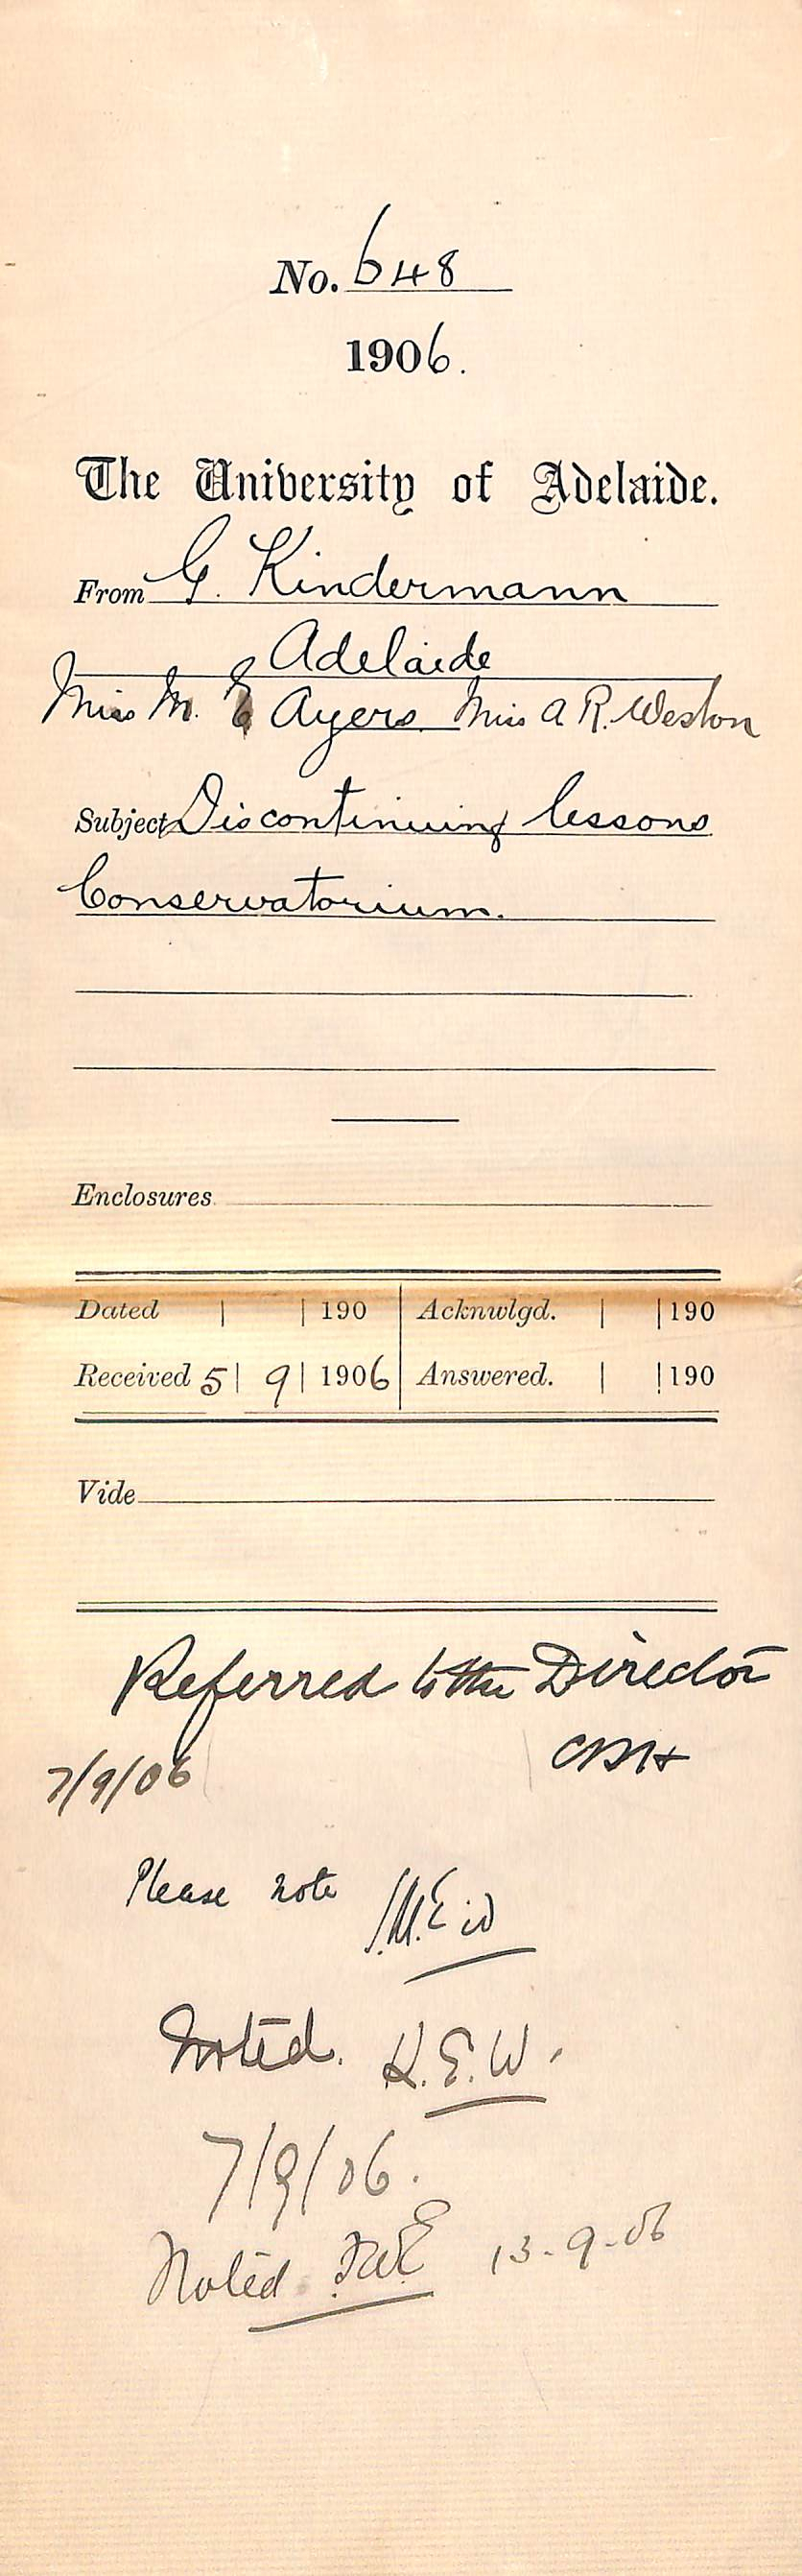 No. 648
1906.
The University of Adelaide.
From G. Kindermann
Adelaide
Miss M. E Ayers. Miss A R. Weston
Subject Discontinuing lessons
Conservatorium.
Enclosures
Dated | | 190 | Acknwlgd. | | 190
Received 5 | 9 | 1906 | Answered. | | 190
Vide
Referred to the Director
7/9/06
Please note
Noted. H.E.W.
7/9/06.
Noted 13-9-06